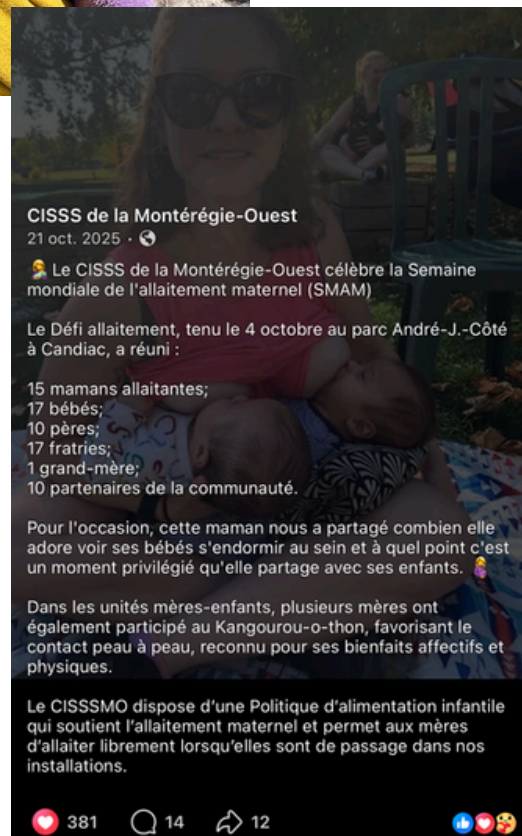 CISSS de la Montérégie-Ouest
21 oct. 2025 ·
🤱 Le CISSS de la Montérégie-Ouest célèbre la Semaine
mondiale de l'allaitement maternel (SMAM)
Le Défi allaitement, tenu le 4 octobre au parc André-J.-Côté
à Candiac, a réuni :
15 mamans allaitantes;
17 bébés;
10 pères;
17 fratries;
1 grand-mère;
10 partenaires de la communauté.
Pour l'occasion, cette maman nous a partagé combien elle
adore voir ses bébés s'endormir au sein et à quel point c'est
un moment privilégié qu'elle partage avec ses enfants. 🤱
Dans les unités mères-enfants, plusieurs mères ont
également participé au Kangourou-o-thon, favorisant le
contact peau à peau, reconnu pour ses bienfaits affectifs et
physiques.
Le CISSSMO dispose d'une Politique d'alimentation infantile
qui soutient l'allaitement maternel et permet aux mères
d'allaiter librement lorsqu'elles sont de passage dans nos
installations.
381 14 12